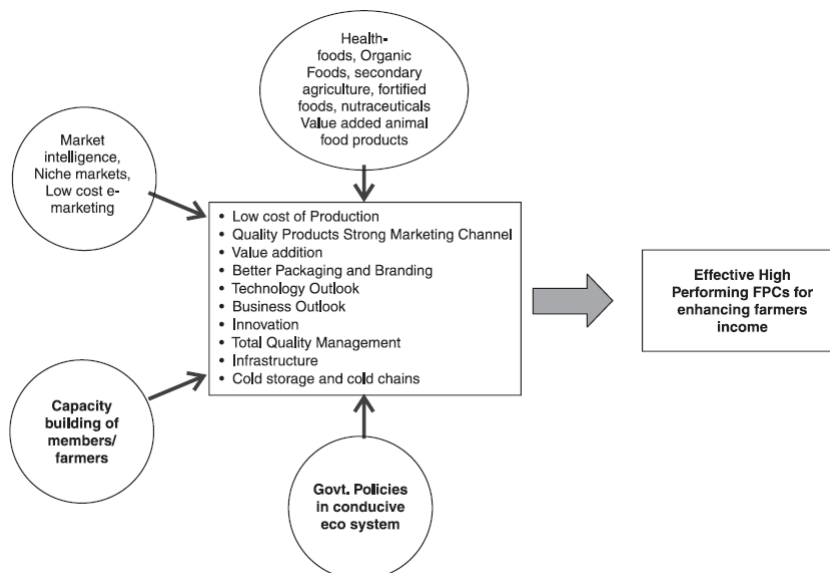 Health-
foods, Organic
Foods, secondary
agriculture, fortified
foods, nutraceuticals
Value added animal
food products
Market
intelligence,
Niche markets,
Low cost e-
marketing
• Low cost of Production
• Quality Products Strong Marketing Channel
• Value addition
• Better Packaging and Branding
• Technology Outlook
• Business Outlook
• Innovation
• Total Quality Management
• Infrastructure
• Cold storage and cold chains
Effective High
Performing FPCs for
enhancing farmers
income
Capacity
building of
members/
farmers
Govt. Policies
in conducive
eco system